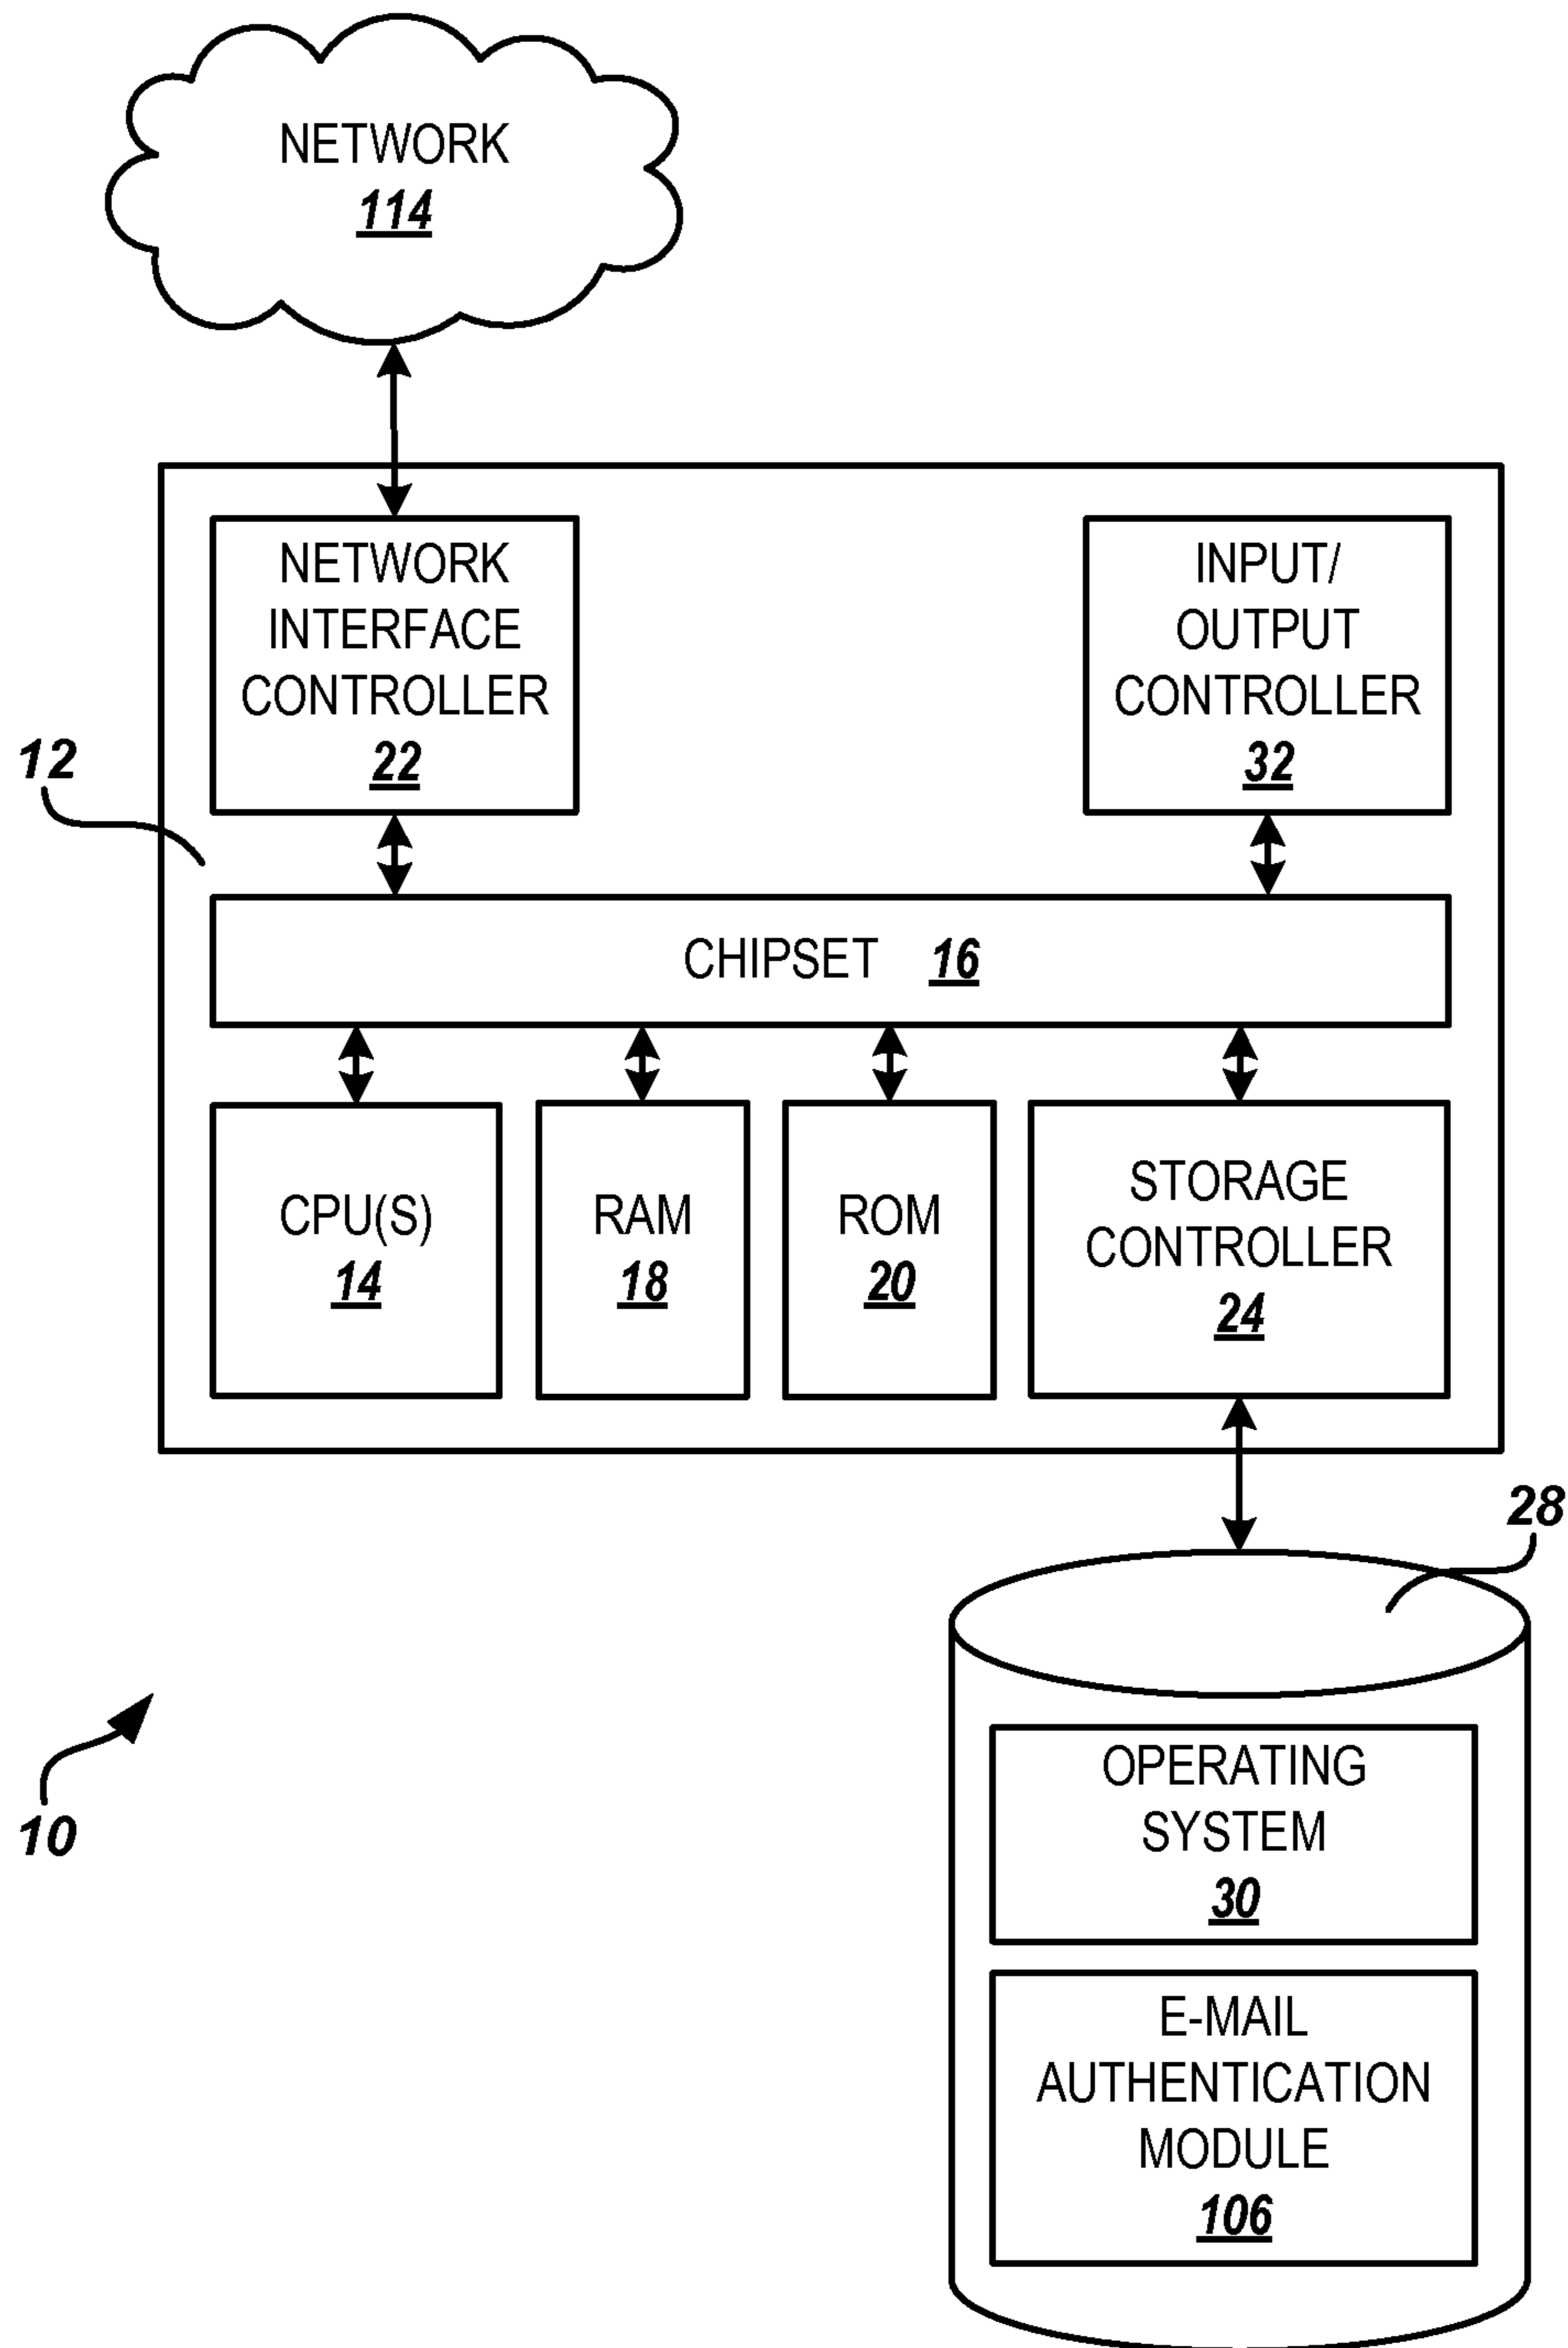 NETWORK
114
NETWORK
INTERFACE
CONTROLLER
22
INPUT/
OUTPUT
CONTROLLER
32
12
CHIPSET 16
CPU(S)
14
RAM
18
ROM
20
STORAGE
CONTROLLER
24
28
OPERATING
SYSTEM
30
10
E-MAIL
AUTHENTICATION
MODULE
106